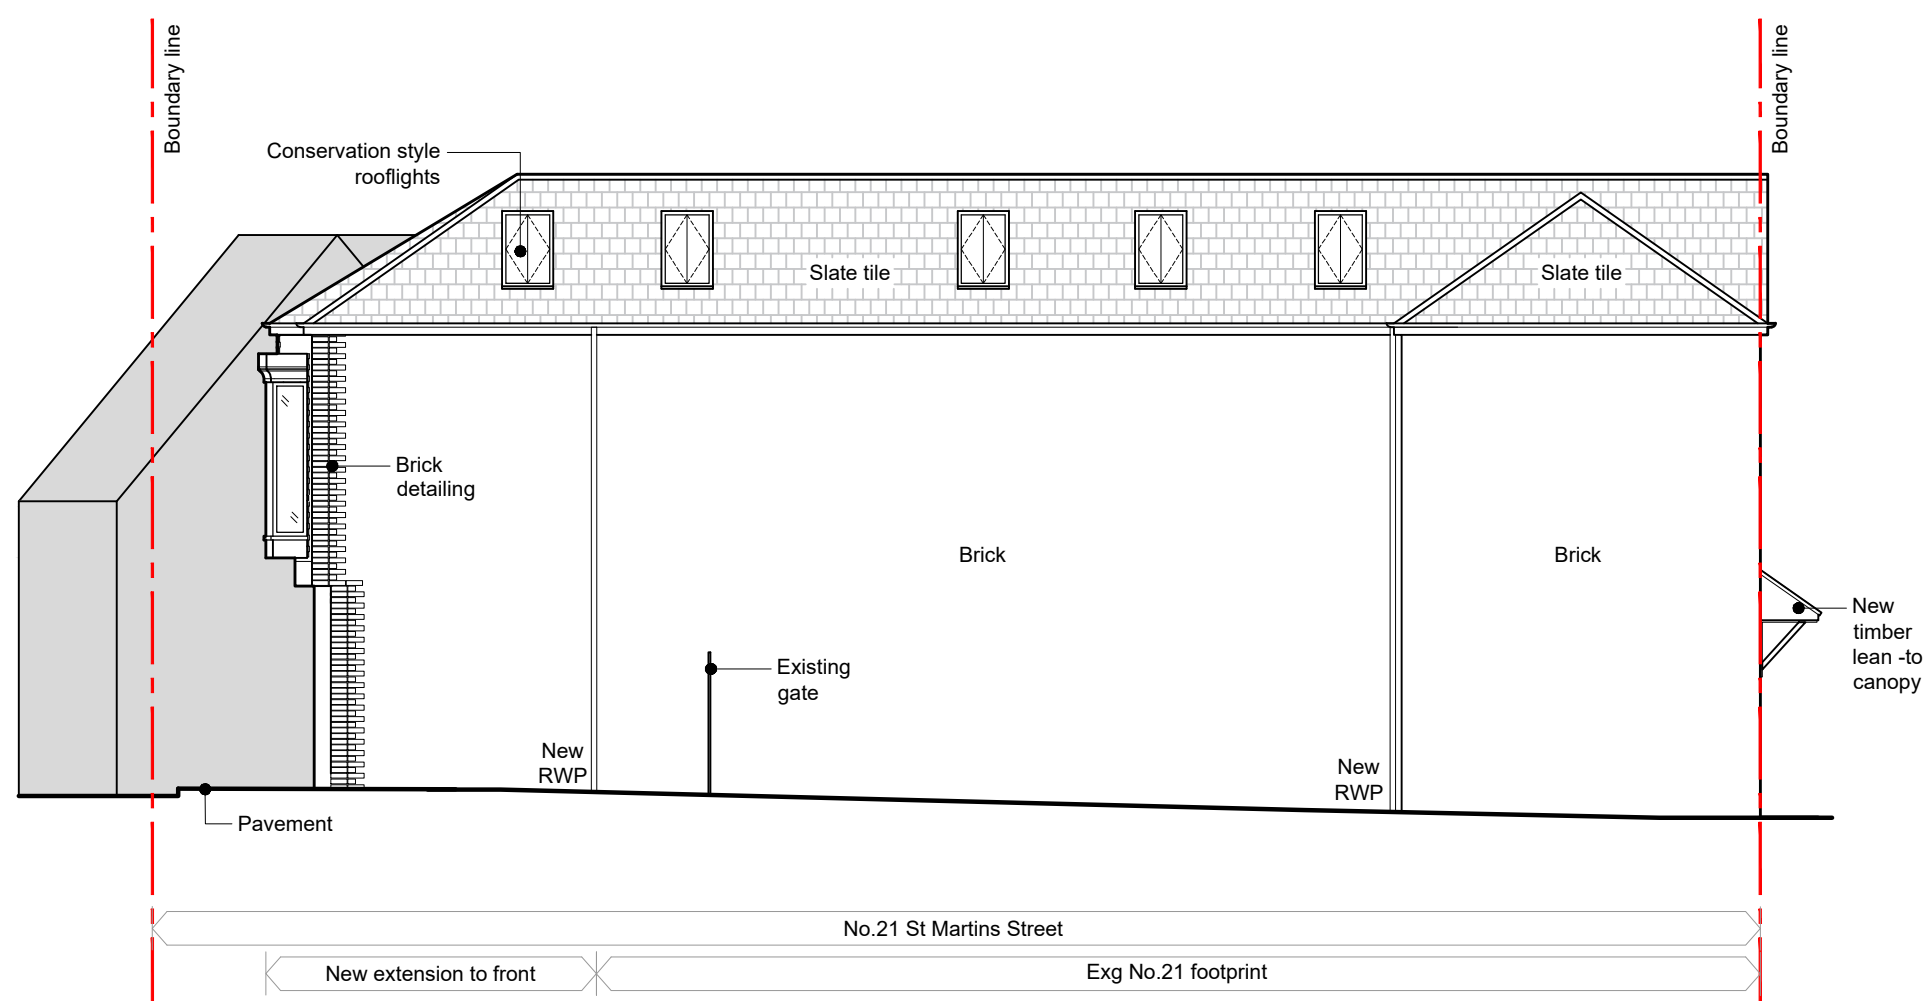 Boundary line
Boundary line
Conservation style
rooflights
Slate tile
Slate tile
Brick
detailing
Brick
Brick
New
timber
lean -to
canopy
Existing
gate
New
RWP
New
RWP
Pavement
No.21 St Martins Street
New extension to front
Exg No.21 footprint